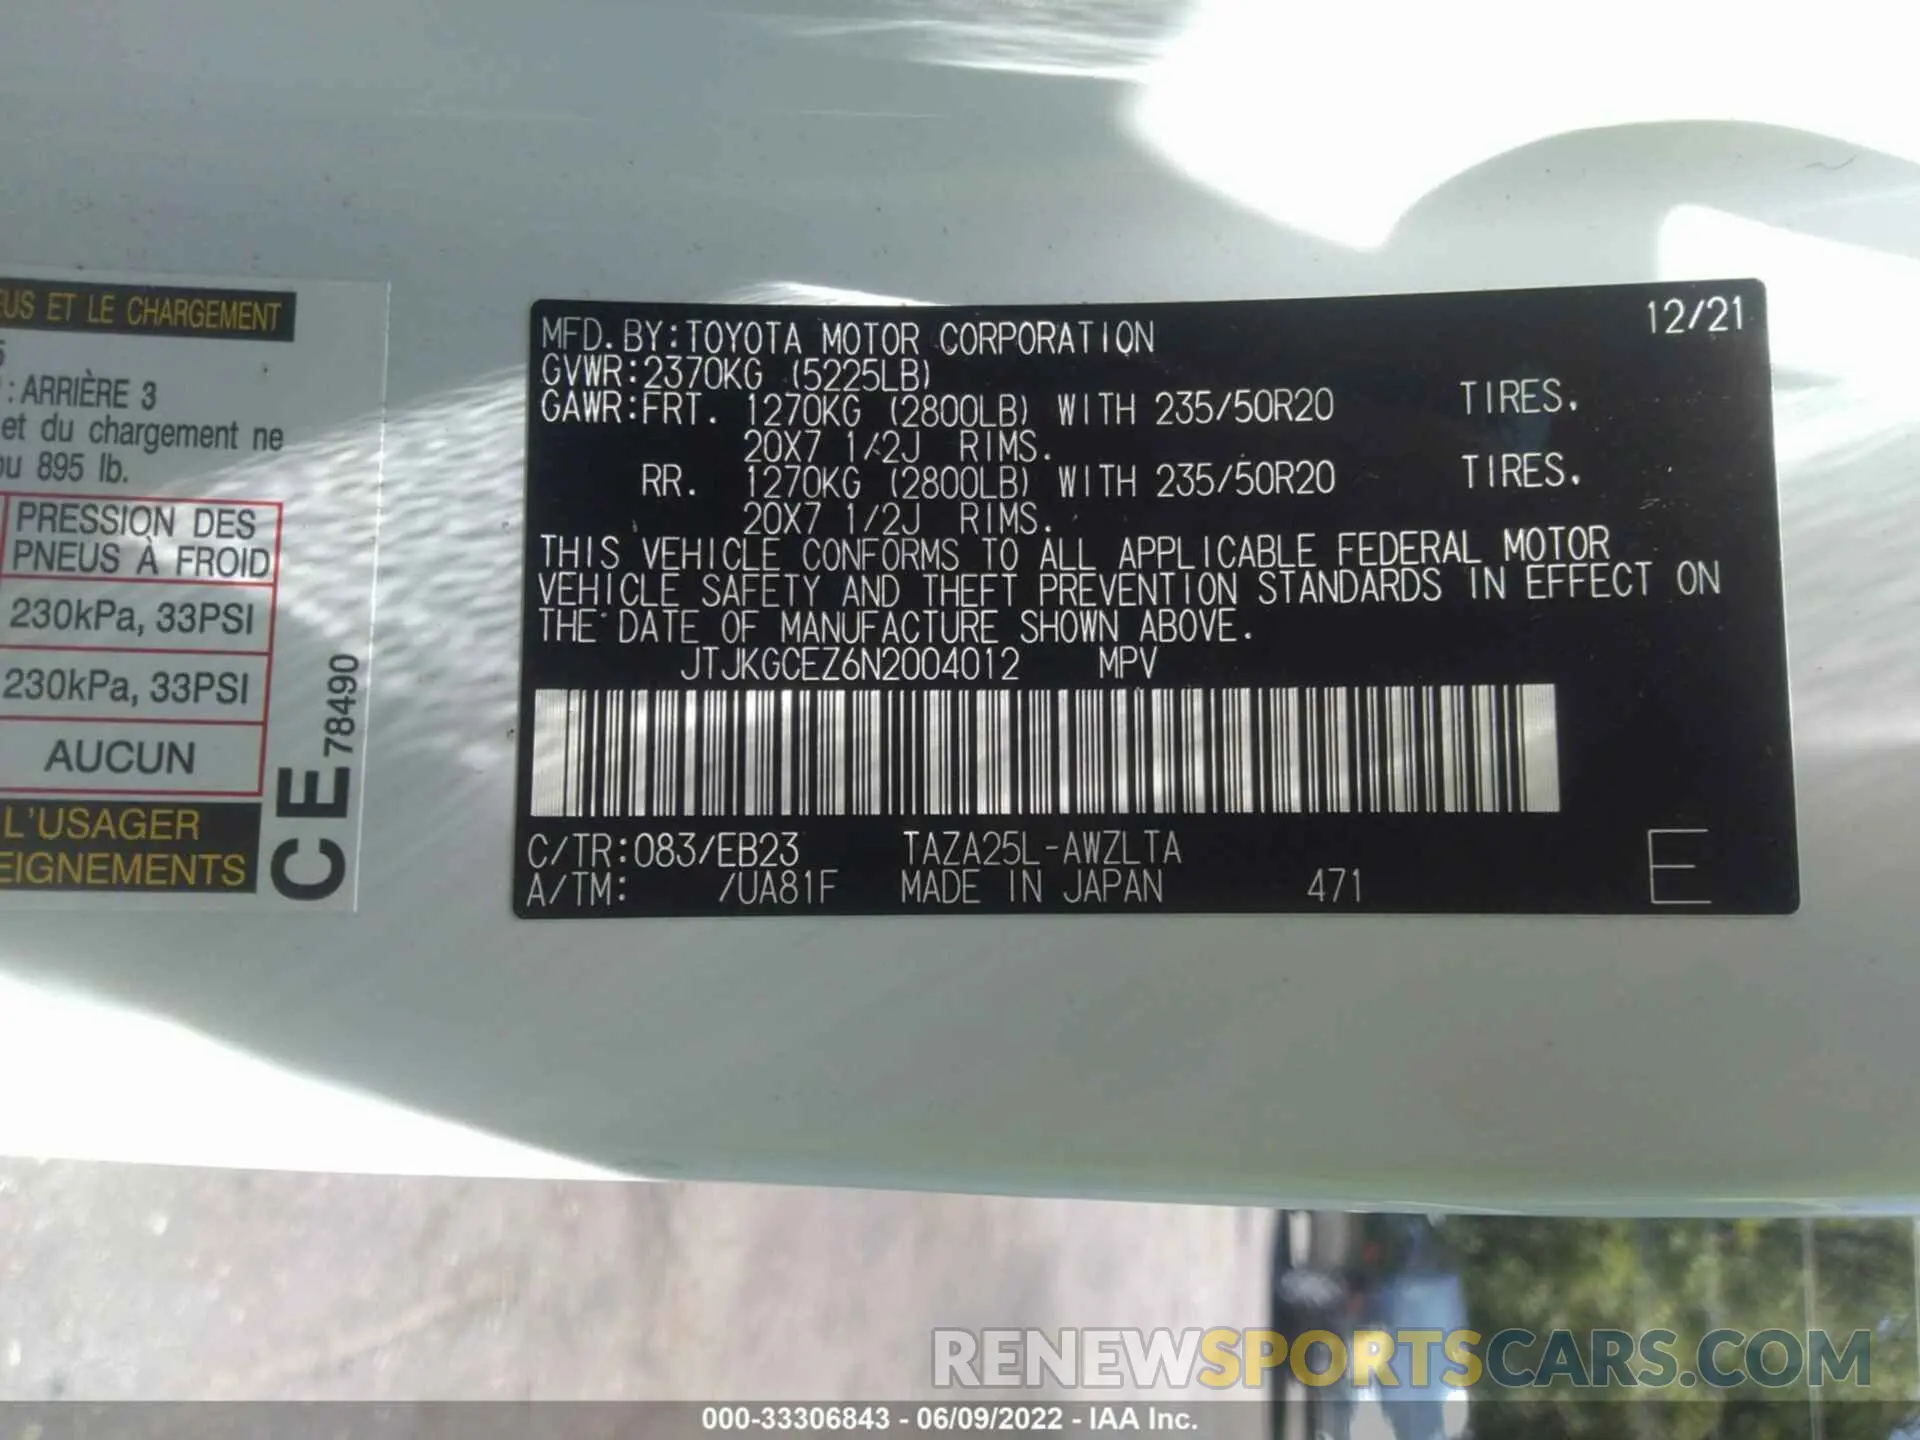 EUS ET LE CHARGEMENT
5
: ARRIÈRE 3
et du chargement ne
ou 895 lb.
PRESSION DES
PNEUS À FROID
230kPa, 33PSI
230kPa, 33PSI
AUCUN
L'USAGER
EIGNEMENTS
CE 78490
12/21
MFD. BY:TOYOTA MOTOR CORPORATION
GVWR:2370KG (5225LB)
GAWR:FRT. 1270KG (2800LB) WITH 235/50R20 TIRES.
20X7 1/2J RIMS.
RR. 1270KG (2800LB) WITH 235/50R20 TIRES.
20X7 1/2J RIMS.
THIS VEHICLE CONFORMS TO ALL APPLICABLE FEDERAL MOTOR
VEHICLE SAFETY AND THEFT PREVENTION STANDARDS IN EFFECT ON
THE DATE OF MANUFACTURE SHOWN ABOVE.
JTJKGCEZ6N2004012 MPV
C/TR:083/EB23 TAZA25L-AWZLTA
A/TM: /UA81F MADE IN JAPAN 471 E
RENEWSPORTSCARS.COM
000-33306843 - 06/09/2022 - IAA Inc.